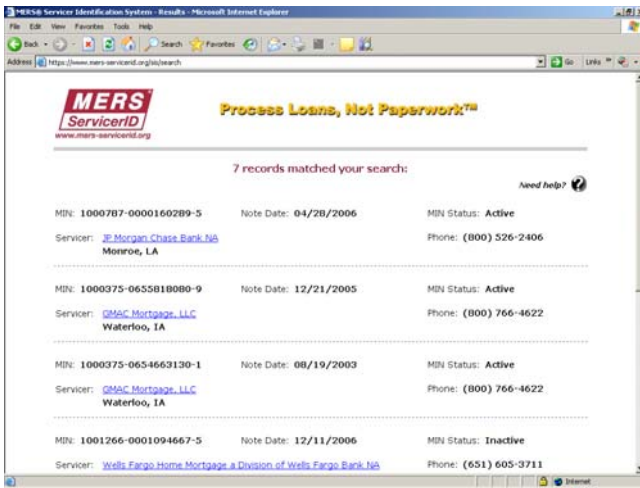 MERS® Servicer Identification System - Results - Microsoft Internet Explorer
File Edit View Favorites Tools Help
Back Search Favorites
Address https://www.mers-servicerid.org/sis/search Go Links »
MERS
ServicerID
www.mers-servicerid.org
Process Loans, Not Paperwork™
7 records matched your search:
Need help? ?
MIN: 1000787-0000160289-5 Note Date: 04/28/2006 MIN Status: Active
Servicer: JP Morgan Chase Bank NA Phone: (800) 526-2406
Monroe, LA
MIN: 1000375-0655818080-9 Note Date: 12/21/2005 MIN Status: Active
Servicer: GMAC Mortgage, LLC Phone: (800) 766-4622
Waterloo, IA
MIN: 1000375-0654663130-1 Note Date: 08/19/2003 MIN Status: Active
Servicer: GMAC Mortgage, LLC Phone: (800) 766-4622
Waterloo, IA
MIN: 1001266-0001094667-5 Note Date: 12/11/2006 MIN Status: Inactive
Servicer: Wells Fargo Home Mortgage a Division of Wells Fargo Bank NA Phone: (651) 605-3711
Internet